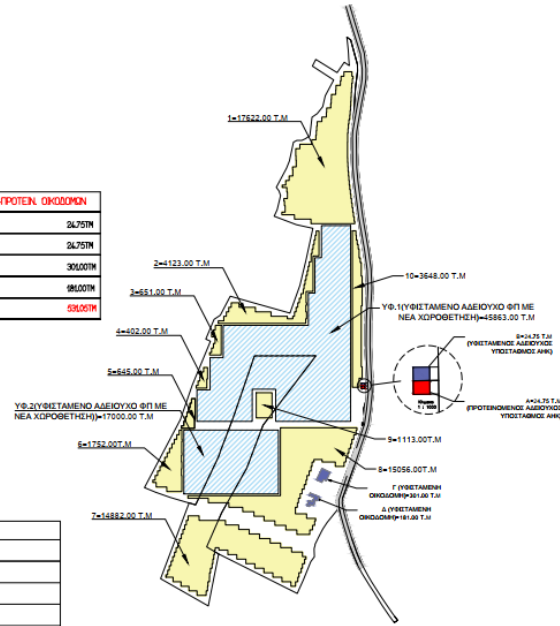 1=17622.00 Τ.Μ
-ΠΡΟΤΕΙΝ. ΟΙΚΟΔΟΜΩΝ
24.75ΤΜ
24.75ΤΜ
301.00ΤΜ
181.00ΤΜ
531.05ΤΜ
2=4123.00 Τ.Μ
10=3648.00 Τ.Μ
3=651.00 Τ.Μ
ΥΦ.1(ΥΦΙΣΤΑΜΕΝΟ ΑΔΕΙΟΥΧΟ ΦΠ ΜΕ
ΝΕΑ ΧΩΡΟΘΕΤΗΣΗ)=45863.00 Τ.Μ
4=402.00 Τ.Μ
Β=24,75 Τ.Μ
(ΥΦΙΣΤΑΜΕΝΟΣ ΑΔΕΙΟΥΧΟΣ
ΥΠΟΣΤΑΘΜΟΣ ΑΗΚ)
5=645.00 Τ.Μ
1 : 1000
Α=24,75 Τ.Μ
(ΠΡΟΤΕΙΝΟΜΕΝΟΣ ΑΔΕΙΟΥΧΟΣ
ΥΠΟΣΤΑΘΜΟΣ ΑΗΚ)
ΥΦ.2(ΥΦΙΣΤΑΜΕΝΟ ΑΔΕΙΟΥΧΟ ΦΠ ΜΕ
ΝΕΑ ΧΩΡΟΘΕΤΗΣΗ))=17000.00 Τ.Μ
9=1113.00Τ.Μ
6=1752.00Τ.Μ
8=15056.00Τ.Μ
Γ (ΥΦΙΣΤΑΜΕΝΗ
ΟΙΚΟΔΟΜΗ)=301.00 Τ.Μ
Δ (ΥΦΙΣΤΑΜΕΝΗ
ΟΙΚΟΔΟΜΗ)=181.00 Τ.Μ
7=14882.00 Τ.Μ